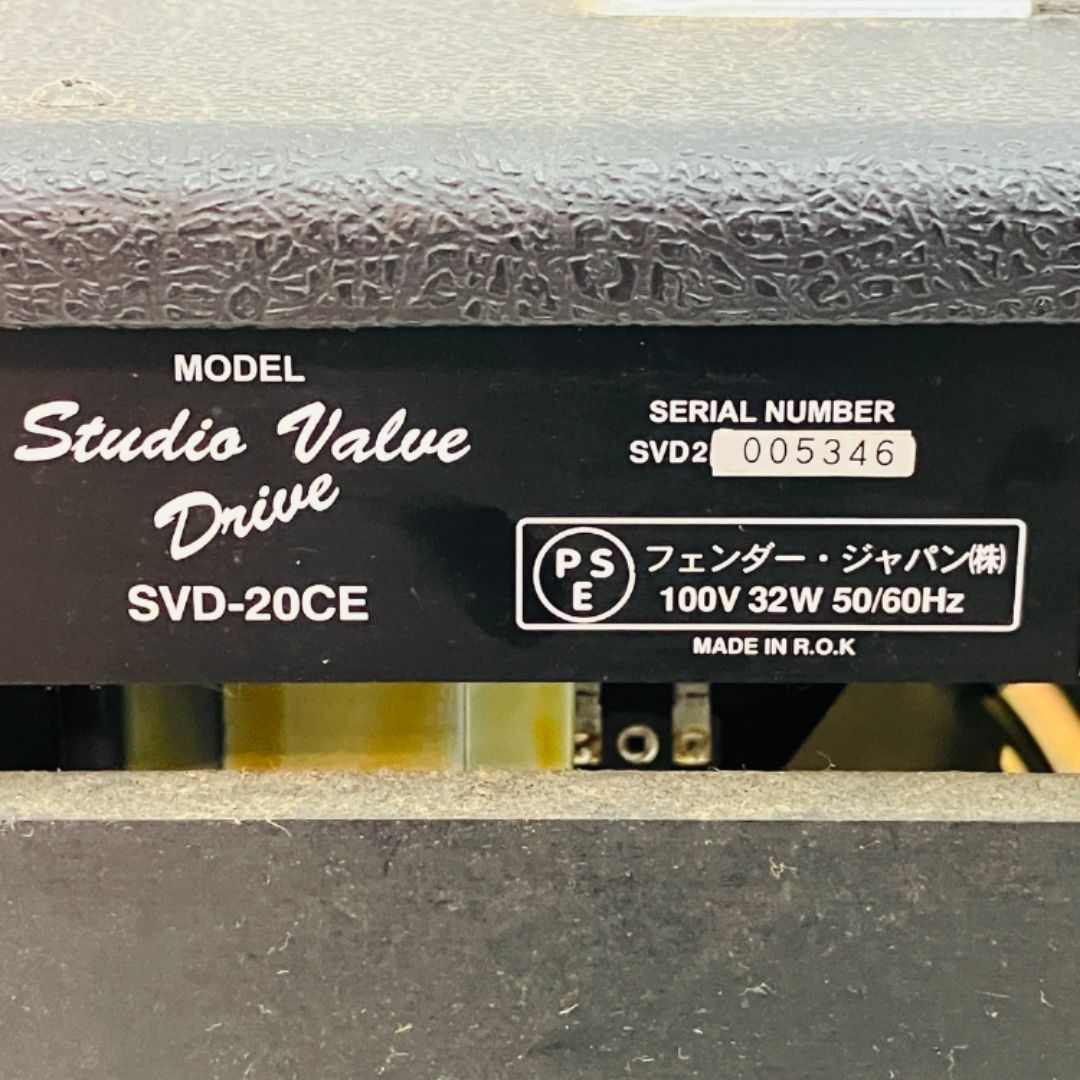 MODEL
Studio Valve
Drive
SVD-20CE
SERIAL NUMBER
SVD2 005346
PSE フェンダー・ジャパン㈱
100V 32W 50/60Hz
MADE IN R.O.K